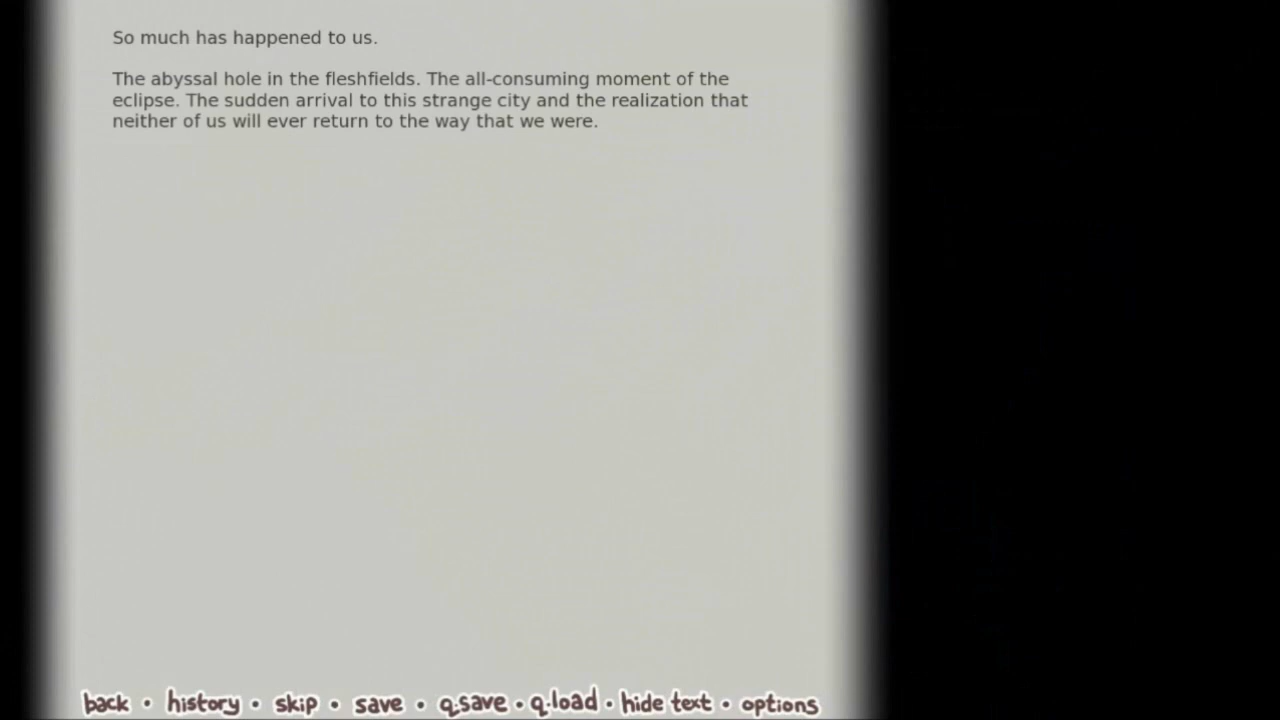 So much has happened to us.
The abyssal hole in the fleshfields. The all-consuming moment of the
eclipse. The sudden arrival to this strange city and the realization that
neither of us will ever return to the way that we were.
back • history • skip • save • q.save • q.load • hide text • options